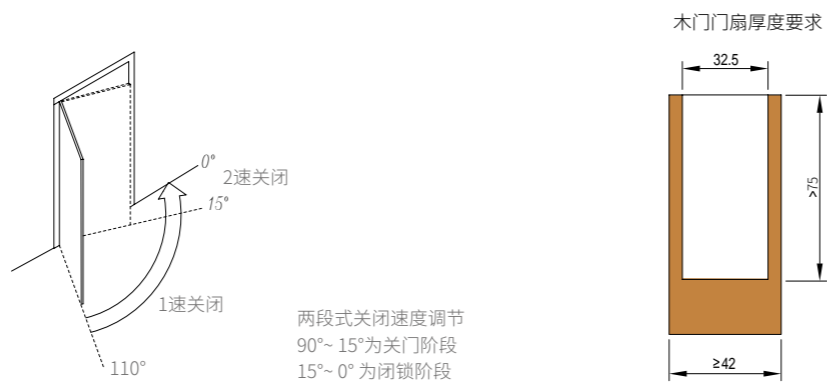 木门门扇厚度要求
32.5
0°
2速关闭
15°
>75
1速关闭
两段式关闭速度调节
90°~ 15°为关门阶段
15°~ 0° 为闭锁阶段
110°
≥42